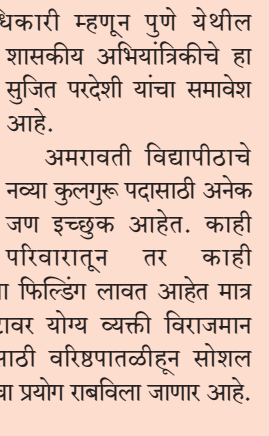 धिकारी म्हणून पुणे येथील
शासकीय अभियांत्रिकीचे हा
सुजित परदेशी यांचा समावेश
आहे.
अमरावती विद्यापीठाचे
नव्या कुलगुरू पदासाठी अनेक
जण इच्छुक आहेत. काही
परिवारातून तर काही
फिल्डिंग लावत आहेत मात्र
योग्य व्यक्ती विराजमान
साठी वरिष्ठपातळीहून सोशल
प्रयोग राबविला जाणार आहे.